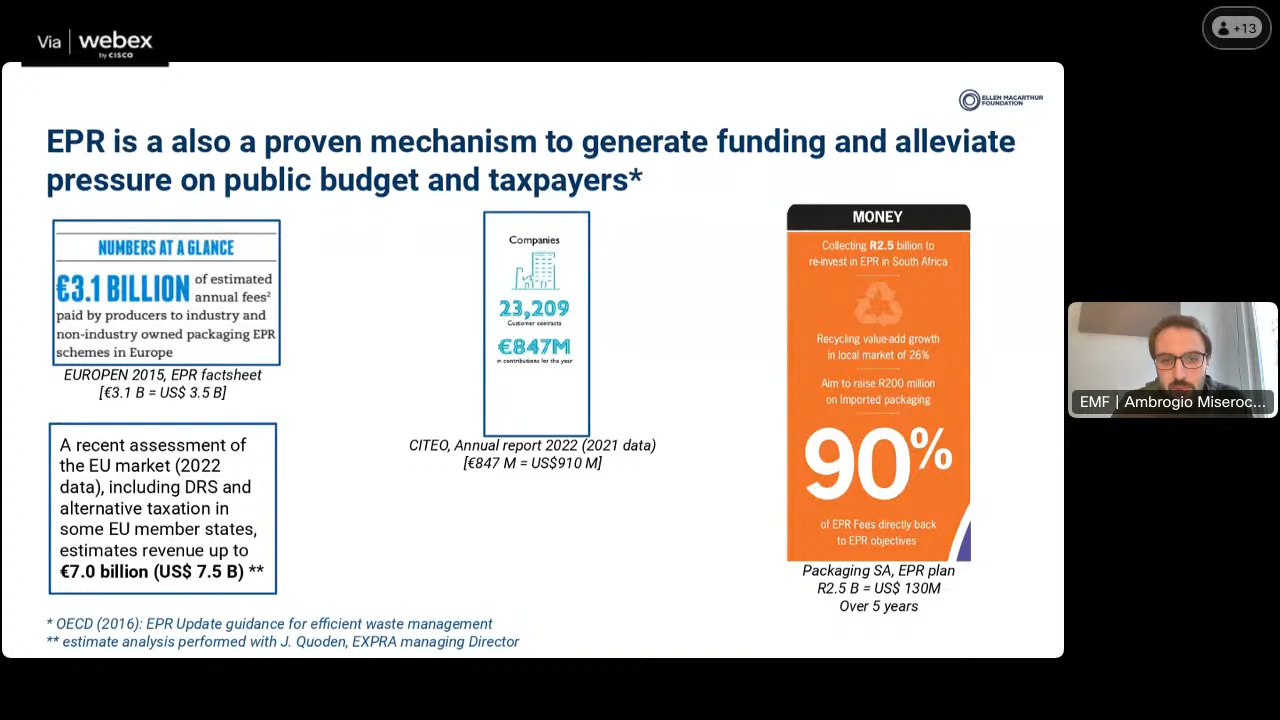 Via | webex
by CISCO
+13
ELLEN MACARTHUR
FOUNDATION
EPR is a also a proven mechanism to generate funding and alleviate
pressure on public budget and taxpayers*
NUMBERS AT A GLANCE
€3.1 BILLION of estimated
annual fees²
paid by producers to industry and
non-industry owned packaging EPR
schemes in Europe
EUROPEN 2015, EPR factsheet
[€3.1 B = US$ 3.5 B]
A recent assessment of
the EU market (2022
data), including DRS and
alternative taxation in
some EU member states,
estimates revenue up to
€7.0 billion (US$ 7.5 B) **
Companies
23,209
Customer contracts
€847M
in contributions for the year
CITEO, Annual report 2022 (2021 data)
[€847 M = US$910 M]
MONEY
Collecting R2.5 billion to
re-invest in EPR in South Africa
Recycling value-add growth
in local market of 26%
Aim to raise R200 million
on Imported packaging
90%
of EPR Fees directly back
to EPR objectives
Packaging SA, EPR plan
R2.5 B = US$ 130M
Over 5 years
* OECD (2016): EPR Update guidance for efficient waste management
** estimate analysis performed with J. Quoden, EXPRA managing Director
EMF | Ambrogio Miseroc...